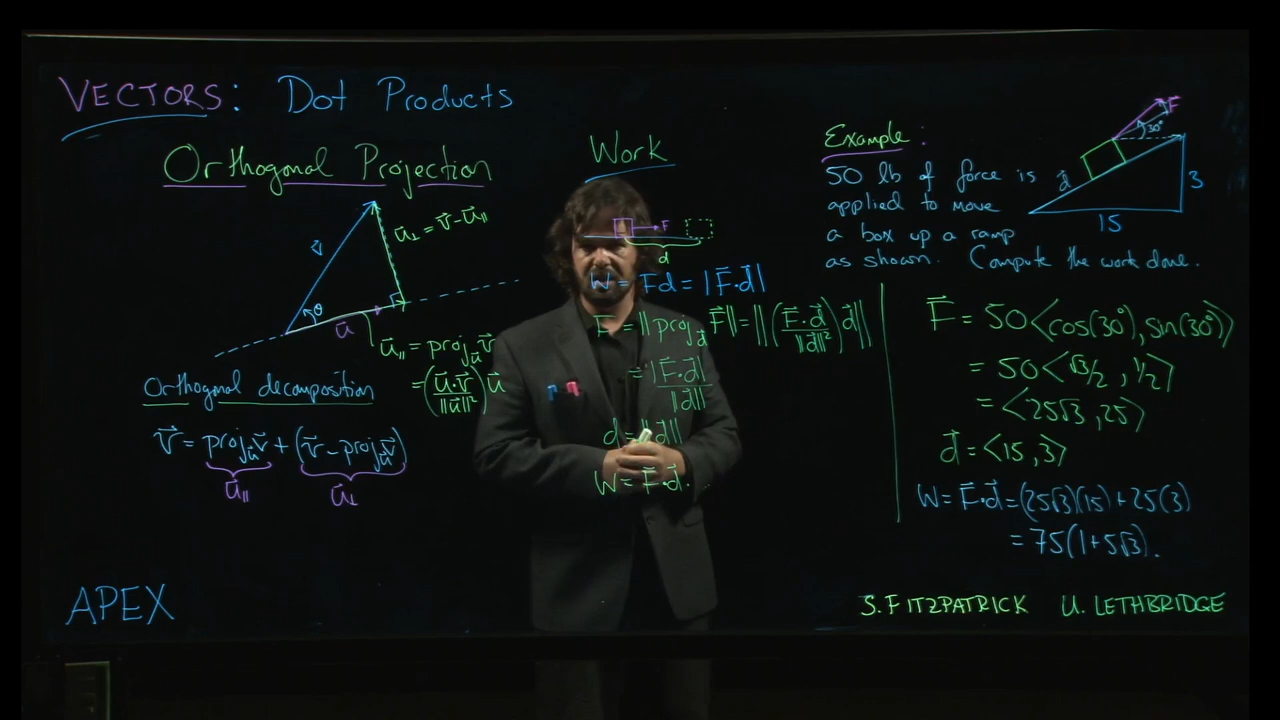 VECTORS: Dot Products
Orthogonal Projection
v⃗
u⃗⊥ = v⃗ - u⃗∥
θ
u⃗
u⃗∥ = proj_u⃗ v⃗
= (u⃗·v⃗/‖u⃗‖²) u⃗
Orthogonal decomposition
v⃗ = proj_u⃗ v⃗ + (v⃗ - proj_u⃗ v⃗)
u⃗∥ u⃗⊥
APEX
Work
F
d
W = Fd = |F⃗·d⃗|
F = ‖proj_d⃗ F⃗‖ = ‖(F⃗·d⃗/‖d⃗‖²) d⃗‖
= |F⃗·d⃗|/‖d⃗‖
d = ‖d⃗‖
W = F⃗·d⃗.
Example:
50 lb of force is
applied to move
a box up a ramp
as shown. Compute the work done.
F
30°
d⃗
3
15
F⃗ = 50<cos(30°), sin(30°)>
= 50<√3/2, 1/2>
= <25√3, 25>
d⃗ = <15, 3>
W = F⃗·d⃗ = (25√3)(15) + 25(3)
= 75(1+5√3).
S. FITZPATRICK U. LETHBRIDGE